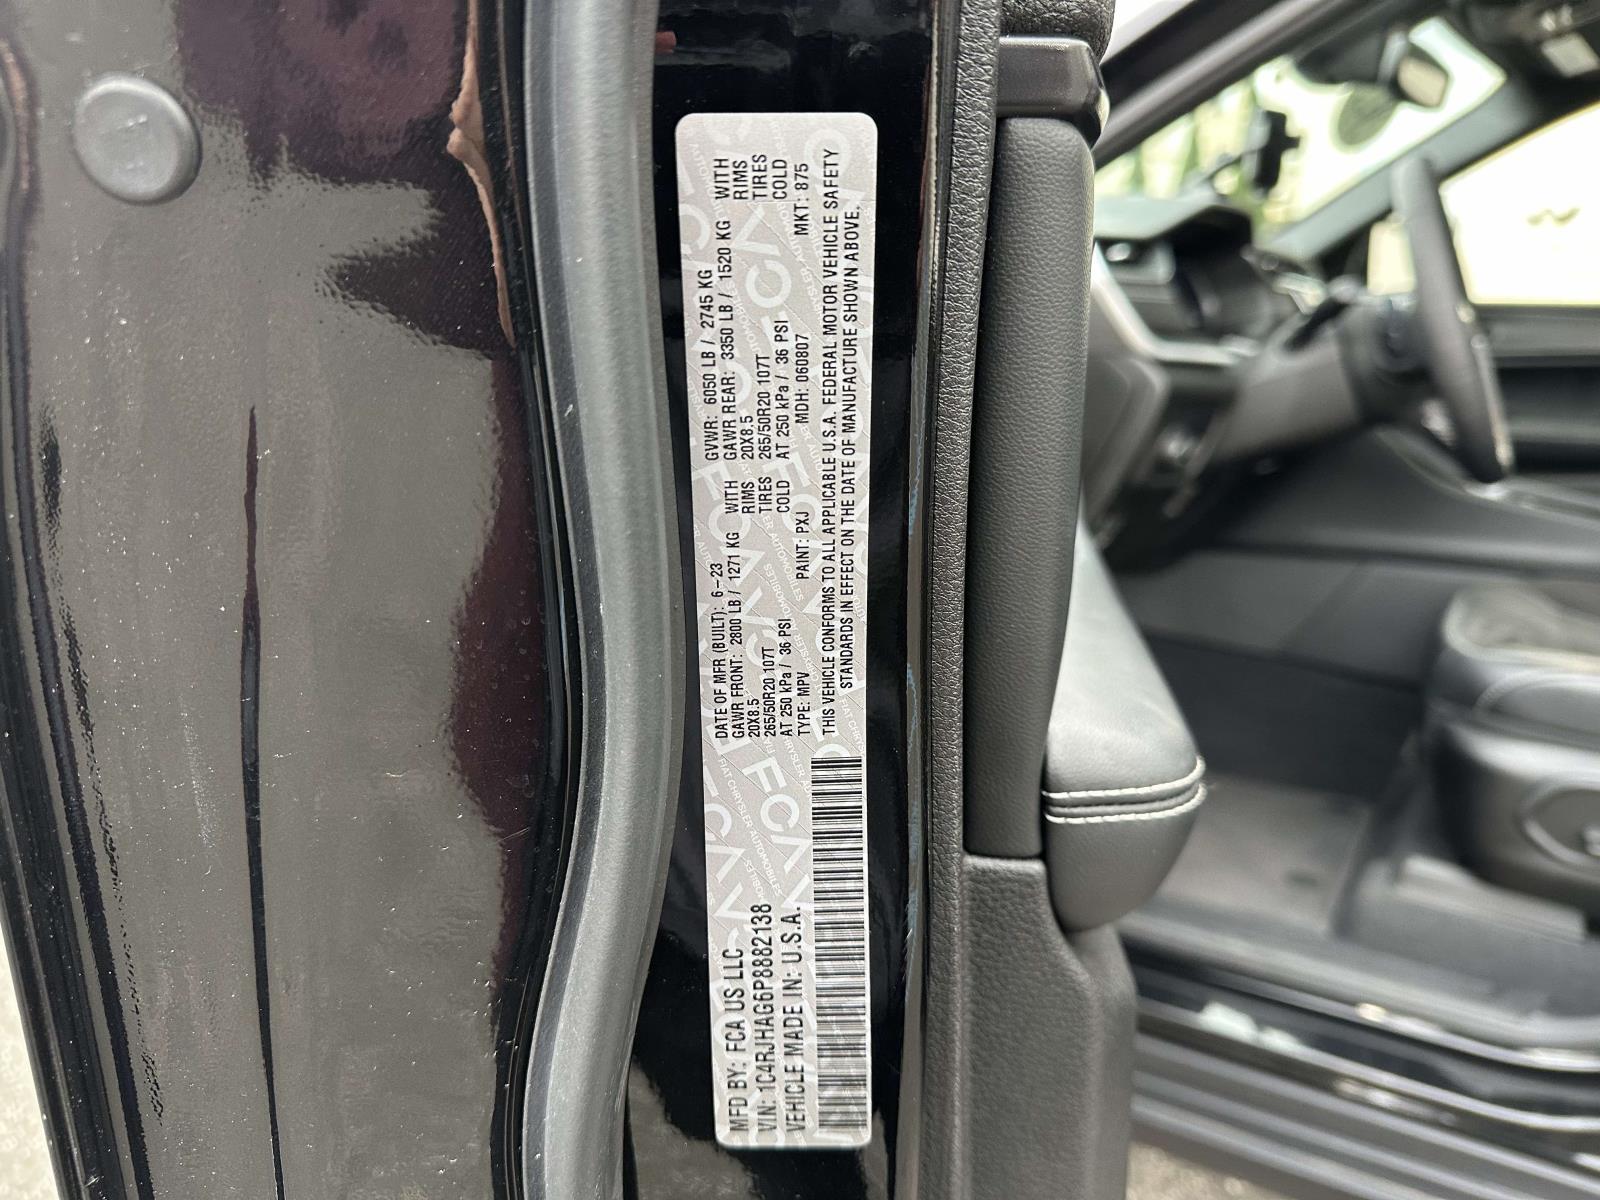 MFD BY: FCA US LLC
VIN: 1C4RJHAG6P8882138
VEHICLE MADE IN: U.S.A.
DATE OF MFR (BUILT): 6-23 GVWR: 6050 LB / 2745 KG
GAWR FRONT: 2800 LB / 1271 KG WITH GAWR REAR: 3350 LB / 1520 KG WITH
20X8.5 RIMS 20X8.5 RIMS
265/50R20 107T TIRES 265/50R20 107T TIRES
AT 250 kPa / 36 PSI COLD AT 250 kPa / 36 PSI COLD
TYPE: MPV PAINT: PXJ MDH: 060807 MKT: 875
THIS VEHICLE CONFORMS TO ALL APPLICABLE U.S.A. FEDERAL MOTOR VEHICLE SAFETY
STANDARDS IN EFFECT ON THE DATE OF MANUFACTURE SHOWN ABOVE.